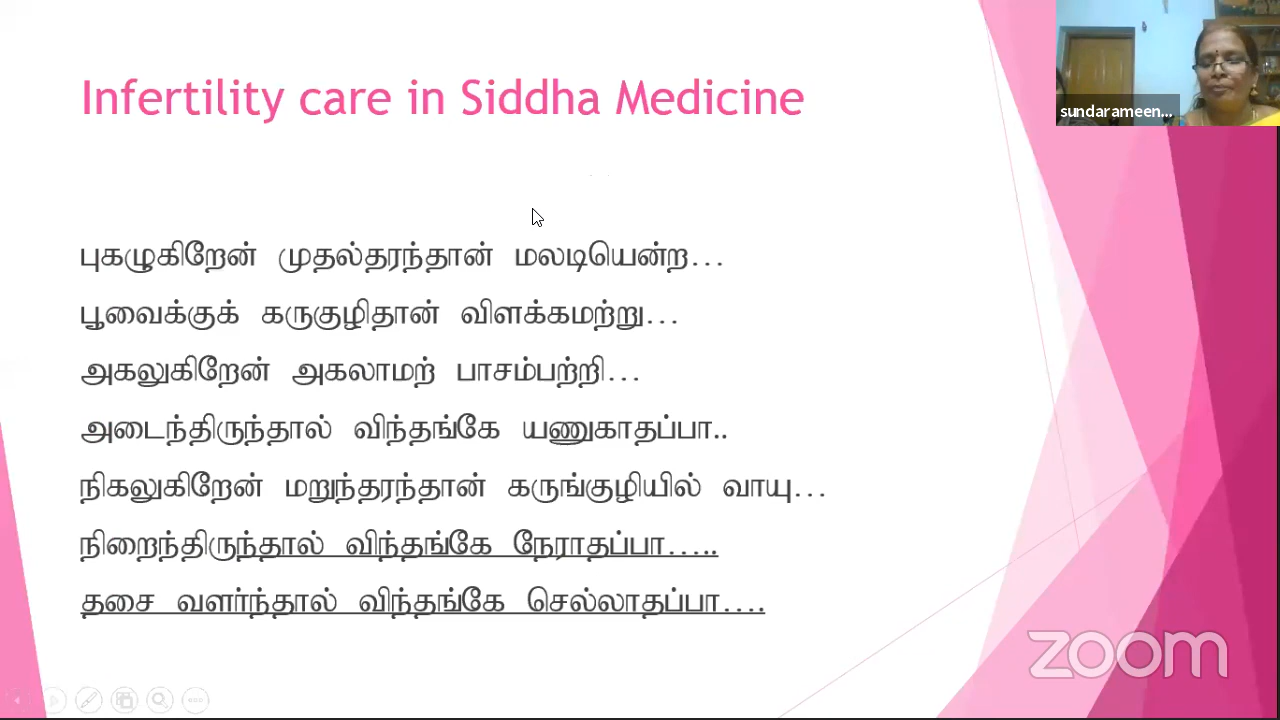 Infertility care in Siddha Medicine
sundarameen...
புகழுகிறேன் முதல்தரந்தான் மலடியென்ற...
பூவைக்குக் கருகுழிதான் விளக்கமற்று...
அகலுகிறேன் அகலாமற் பாசம்பற்றி...
அடைந்திருந்தால் விந்தங்கே யணுகாதப்பா..
நிகலுகிறேன் மறுந்தரந்தான் கருங்குழியில் வாயு...
நிறைந்திருந்தால் விந்தங்கே நேராதப்பா.....
தசை வளர்ந்தால் விந்தங்கே செல்லாதப்பா....
zoom